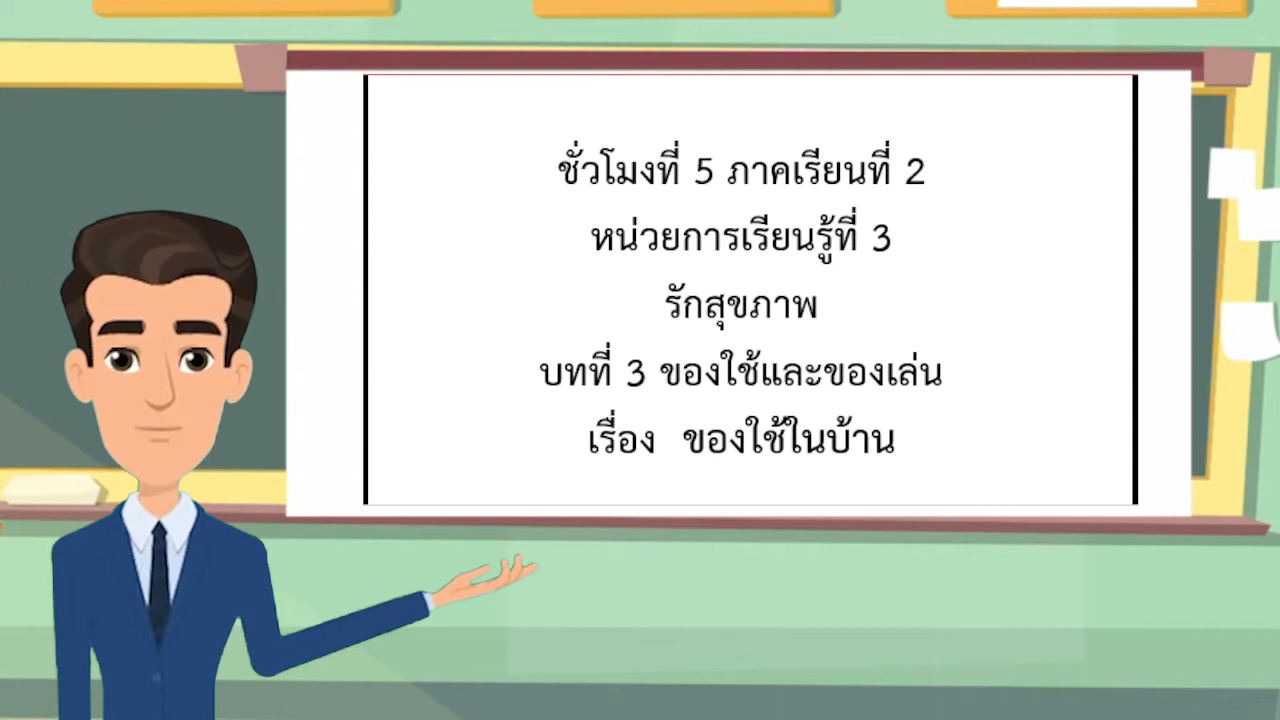 ชั่วโมงที่ 5 ภาคเรียนที่ 2
หน่วยการเรียนรู้ที่ 3
รักสุขภาพ
บทที่ 3 ของใช้และของเล่น
เรื่อง ของใช้ในบ้าน